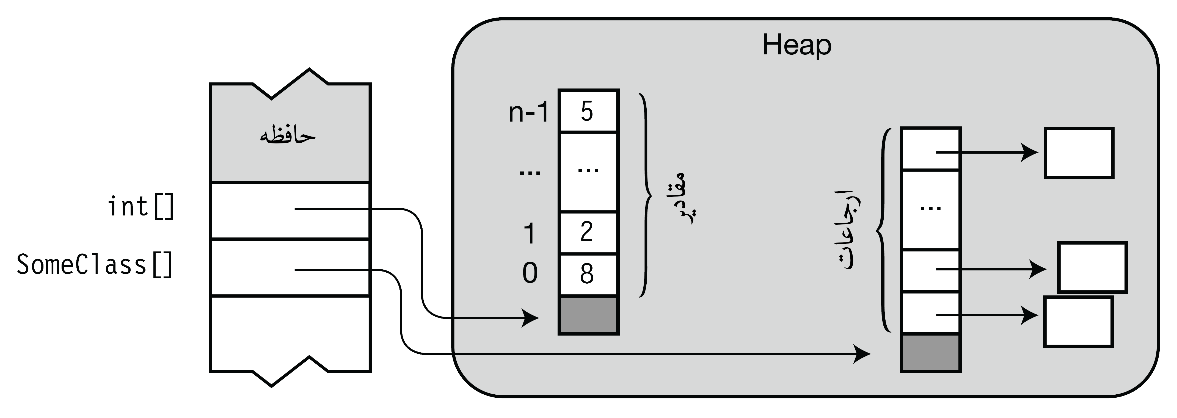 Heap
حافظه
int[]
SomeClass[]
n-1
5
...
...
1
2
0
8
مقادیر
ارجاعات
...